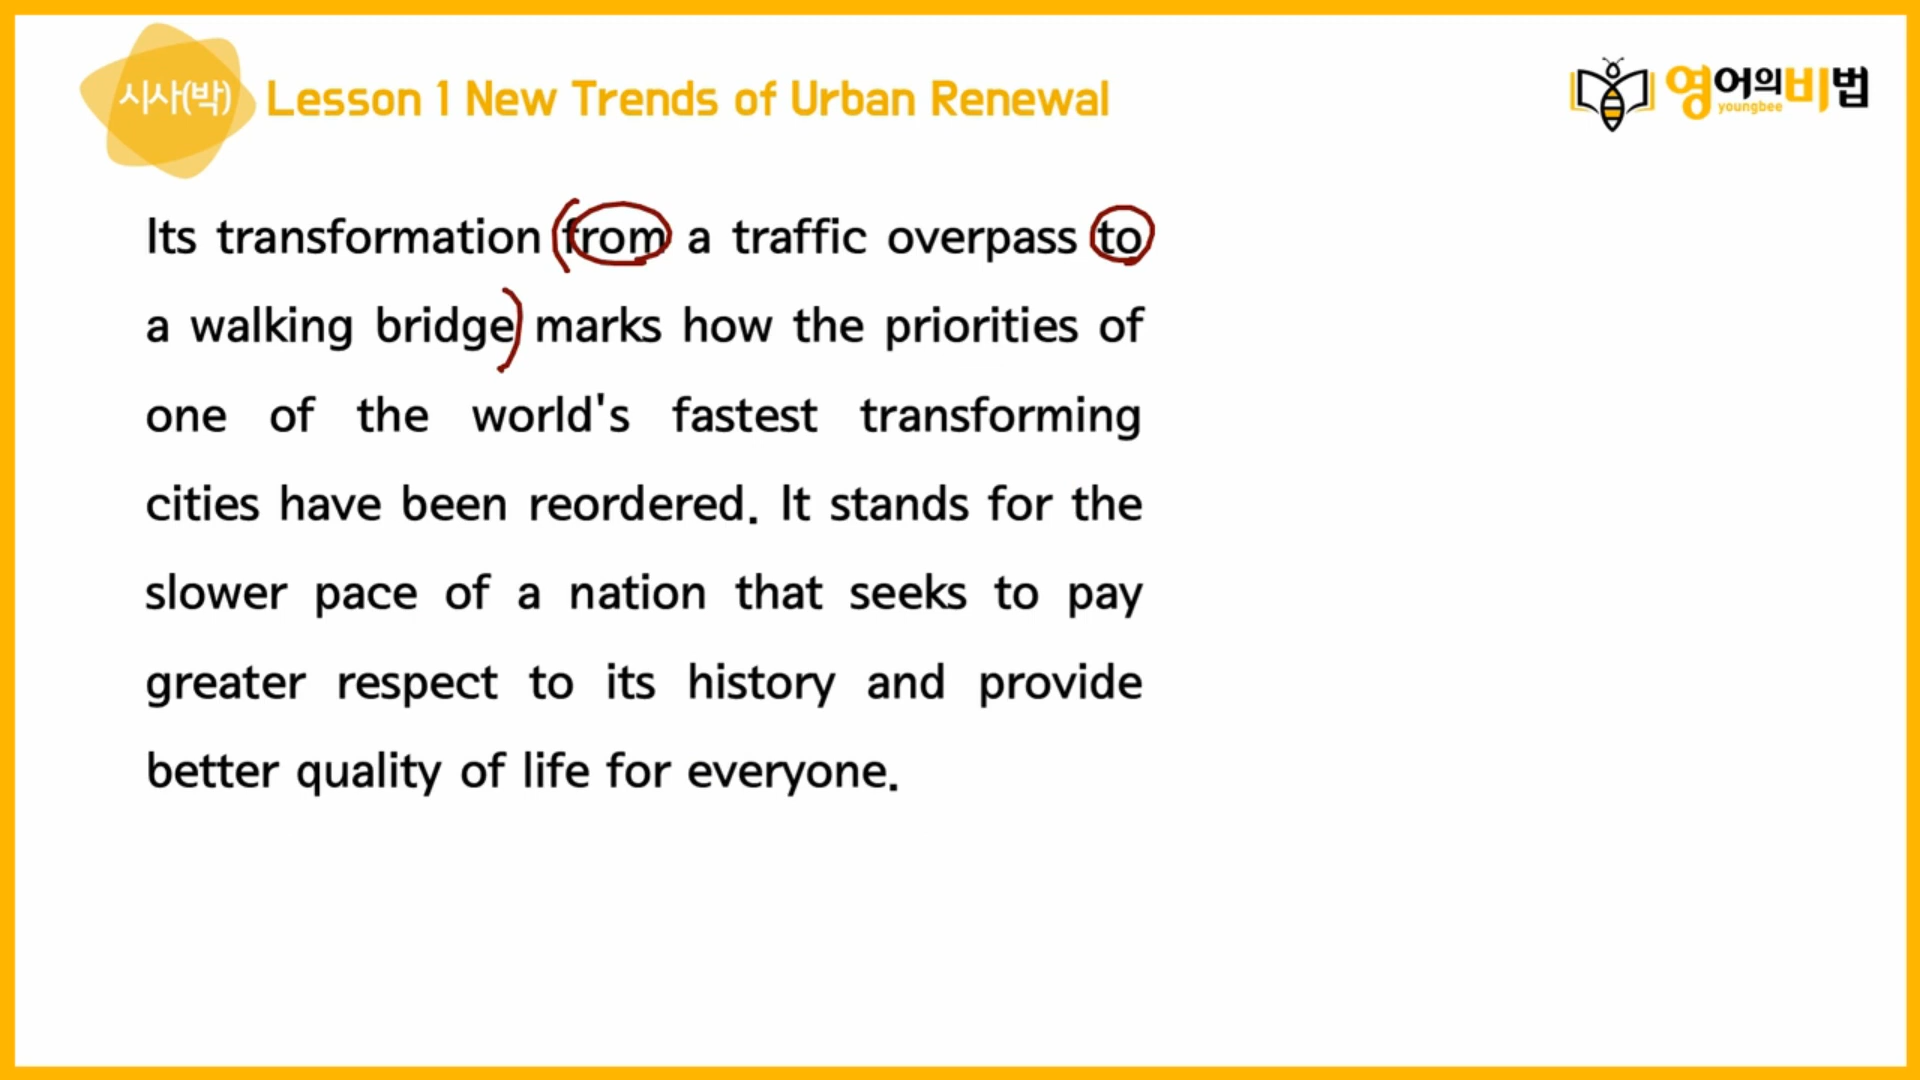 시사(박)
Lesson 1 New Trends of Urban Renewal
영어의비법
youngbee
Its transformation from a traffic overpass to
a walking bridge marks how the priorities of
one of the world's fastest transforming
cities have been reordered. It stands for the
slower pace of a nation that seeks to pay
greater respect to its history and provide
better quality of life for everyone.